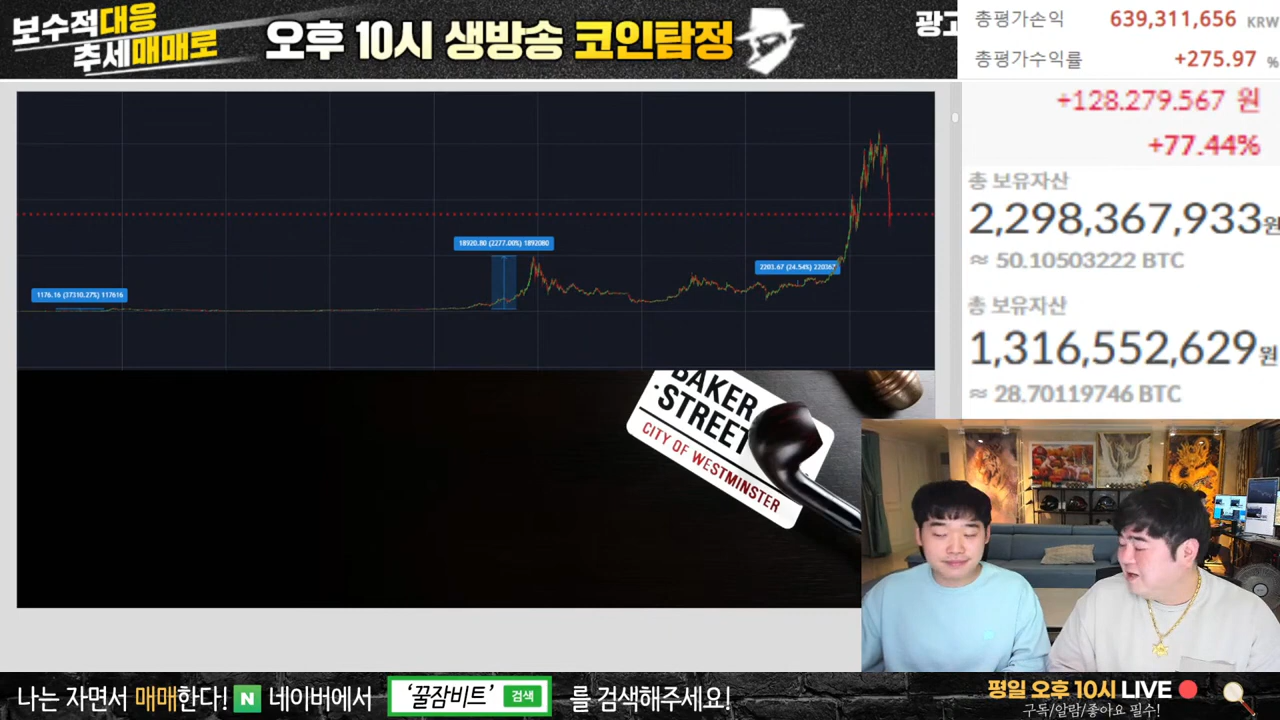 보수적대응
추세매매로
오후 10시 생방송 코인탐정
광고
총평가손익 639,311,656 KRW
총평가수익률 +275.97 %
+128.279.567 원
+77.44%
총 보유자산
2,298,367,933원
≈ 50.10503222 BTC
총 보유자산
1,316,552,629원
≈ 28.70119746 BTC
18920.80 (2277.00%) 1892080
2203.67 (24.54%) 220367
1176.16 (37310.27%) 117616
BAKER
·STREET
CITY OF WESTMINSTER
나는 자면서 매매한다! N 네이버에서 '꿀잠비트' 검색 를 검색해주세요!
평일 오후 10시 LIVE
구독/알람/좋아요 필수!